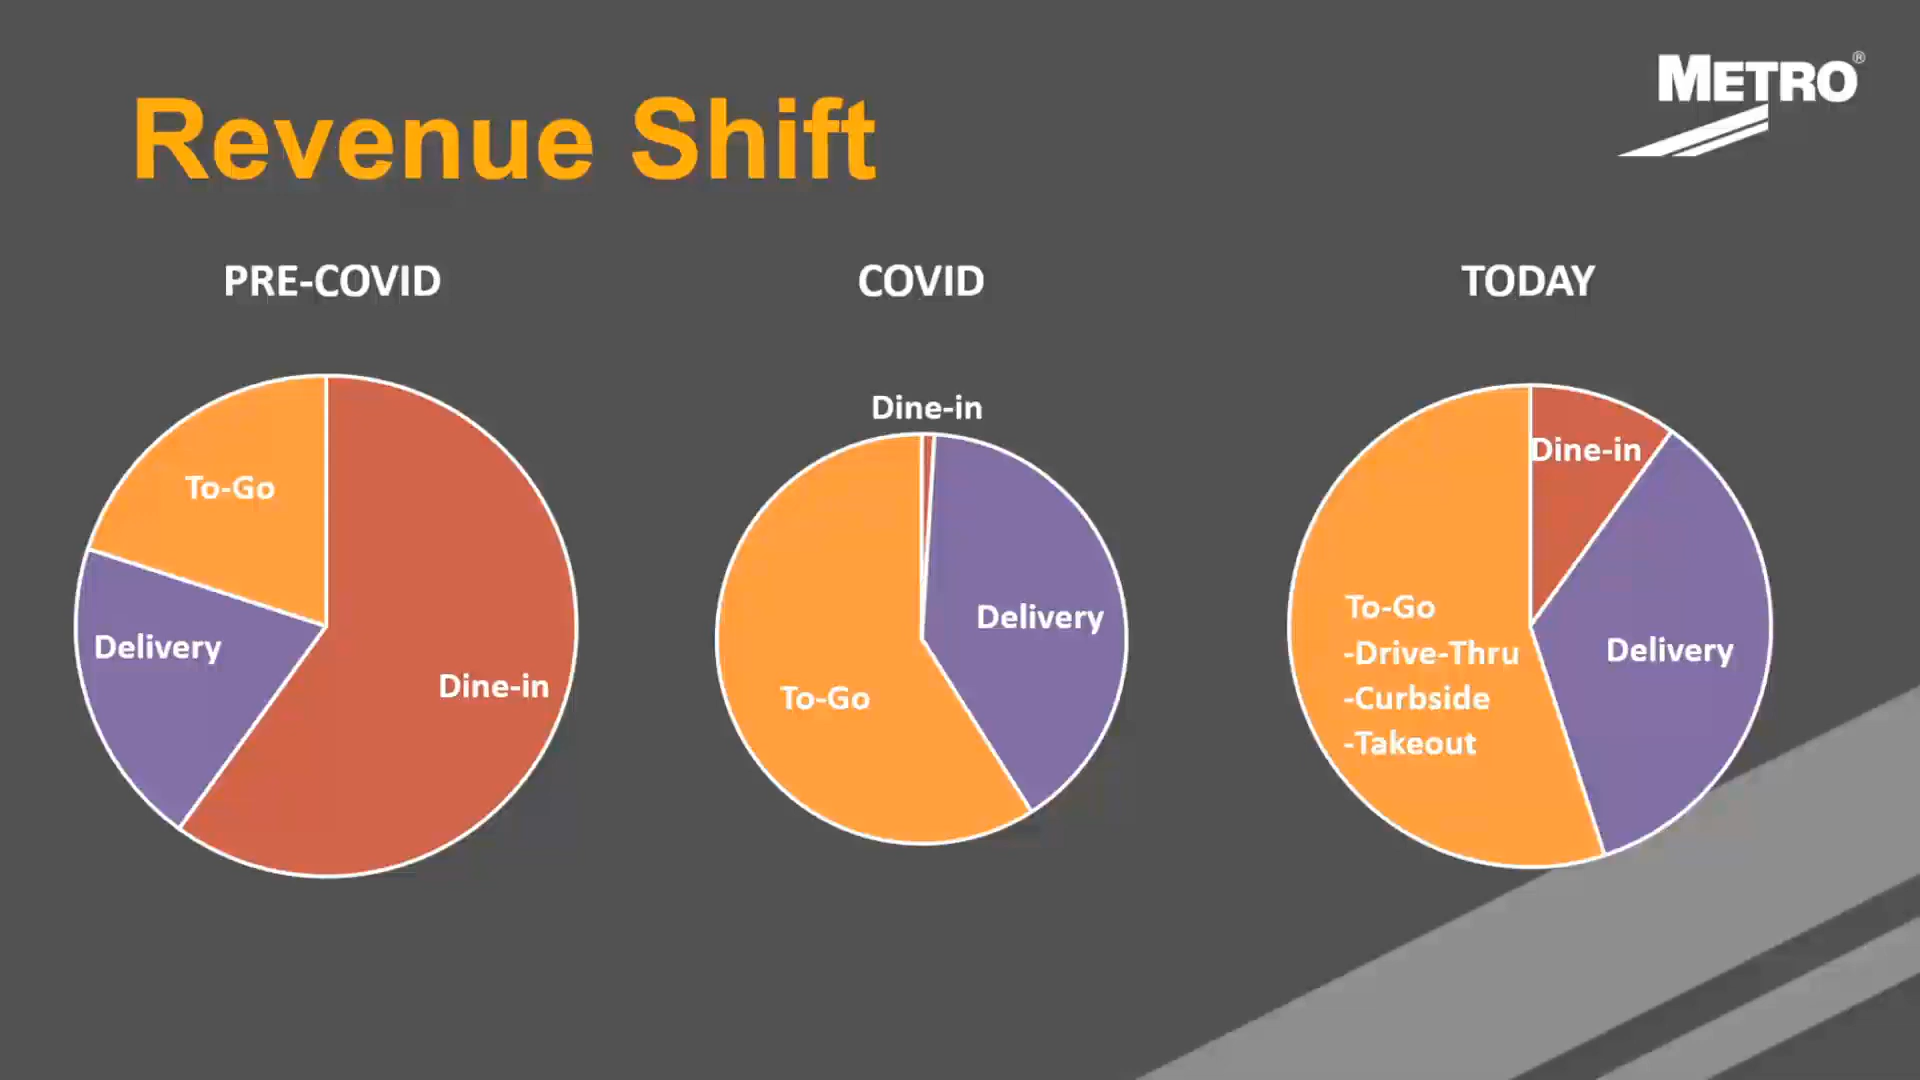 METRO®
Revenue Shift
PRE-COVID
COVID
TODAY
To-Go
Delivery
Dine-in
Dine-in
Delivery
To-Go
Dine-in
Delivery
To-Go
-Drive-Thru
-Curbside
-Takeout